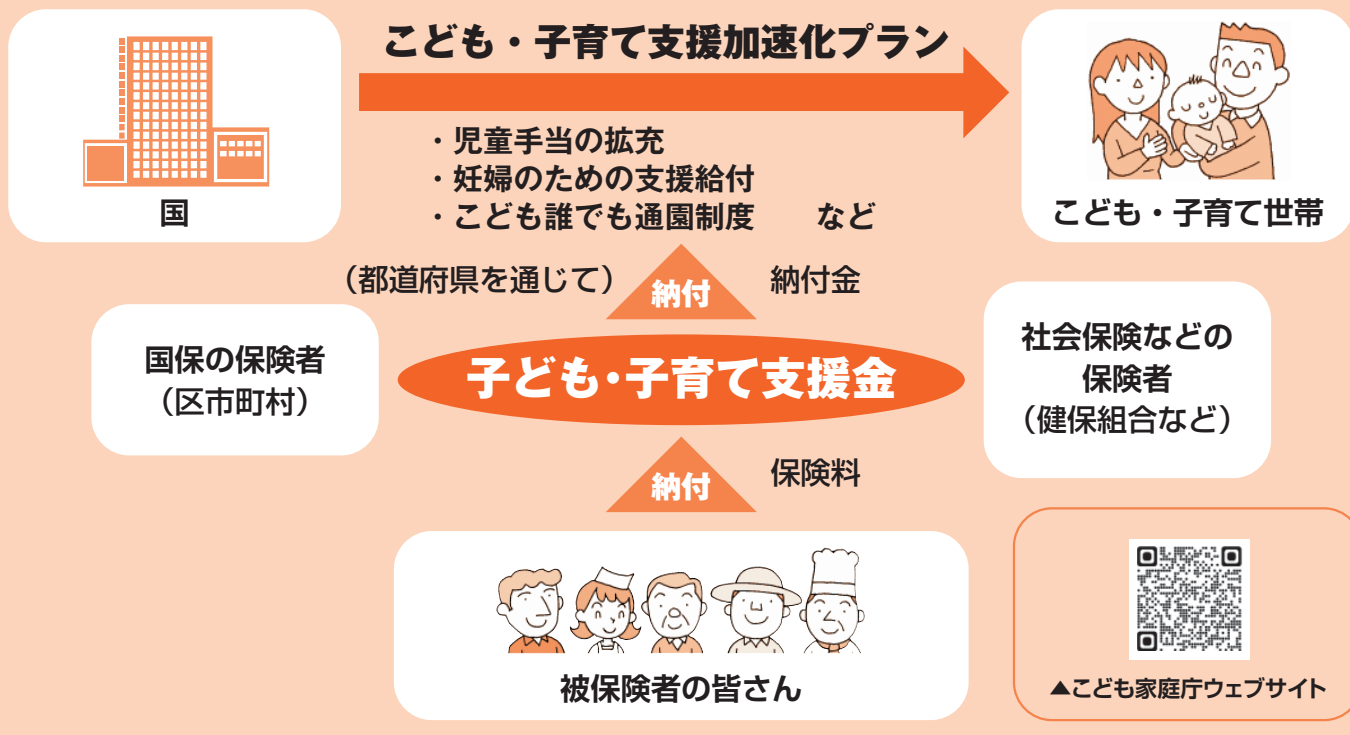 こども・子育て支援加速化プラン
国
・児童手当の拡充
・妊婦のための支援給付
・こども誰でも通園制度　など
こども・子育て世帯
（都道府県を通じて）
納付
納付金
国保の保険者
（区市町村）
子ども・子育て支援金
社会保険などの
保険者
（健保組合など）
納付
保険料
被保険者の皆さん
▲こども家庭庁ウェブサイト